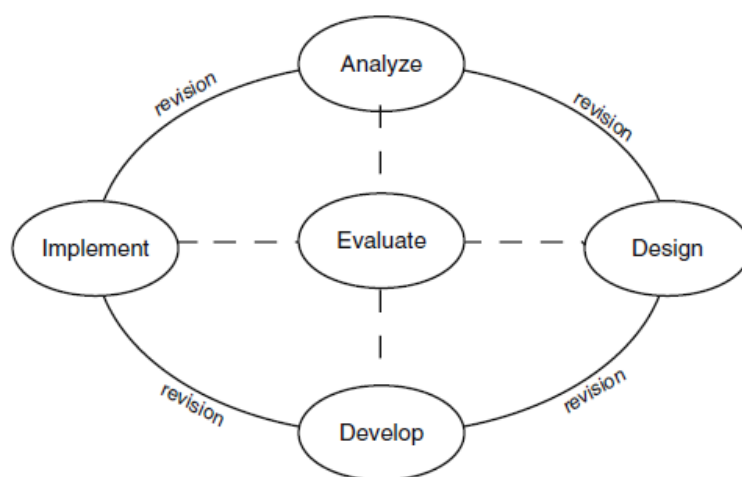 Analyze
revision
revision
Implement
Evaluate
Design
revision
revision
Develop